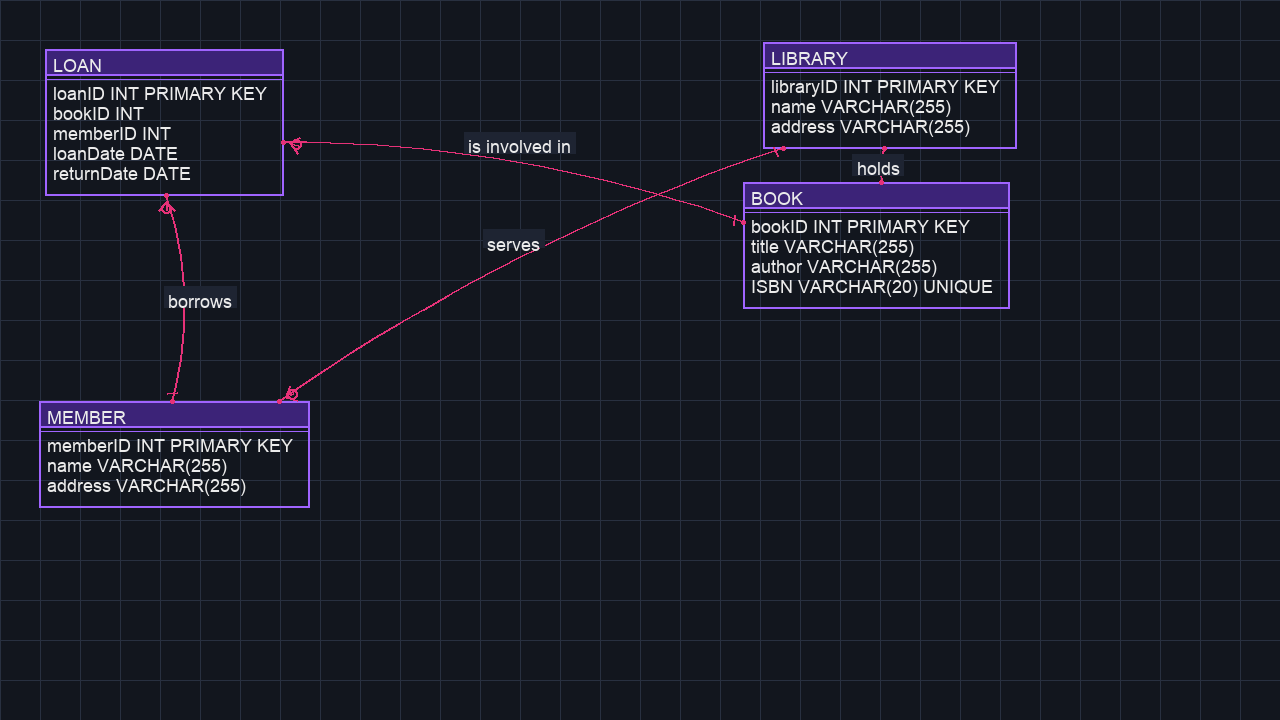 LOAN
loanID INT PRIMARY KEY
bookID INT
memberID INT
loanDate DATE
returnDate DATE
LIBRARY
libraryID INT PRIMARY KEY
name VARCHAR(255)
address VARCHAR(255)
is involved in
holds
BOOK
bookID INT PRIMARY KEY
title VARCHAR(255)
author VARCHAR(255)
ISBN VARCHAR(20) UNIQUE
serves
borrows
MEMBER
memberID INT PRIMARY KEY
name VARCHAR(255)
address VARCHAR(255)